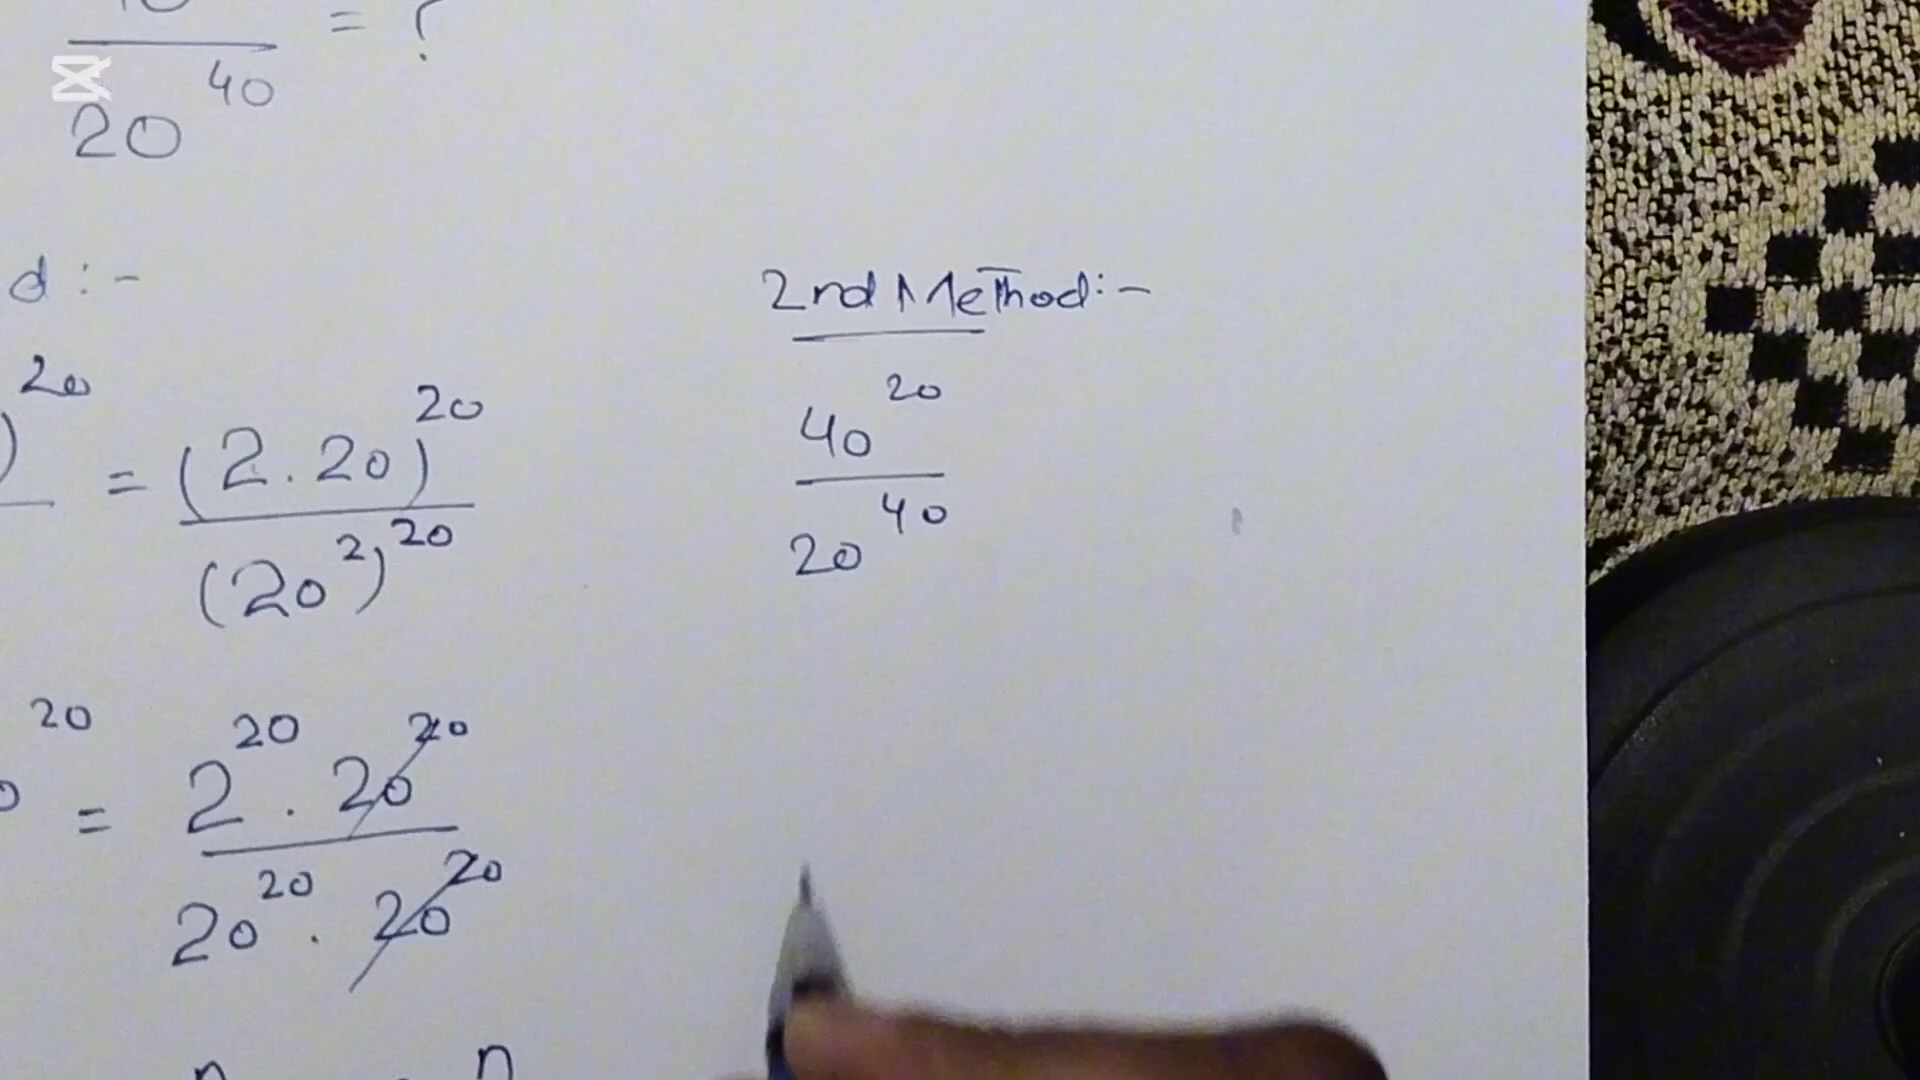 = ?
20^40
d :-
)^20 = (2.20)^20
(20^2)^20
20 = 2^20 . 20^20
20^20 . 20^20
n n
2nd Method:-
40^20
20^40